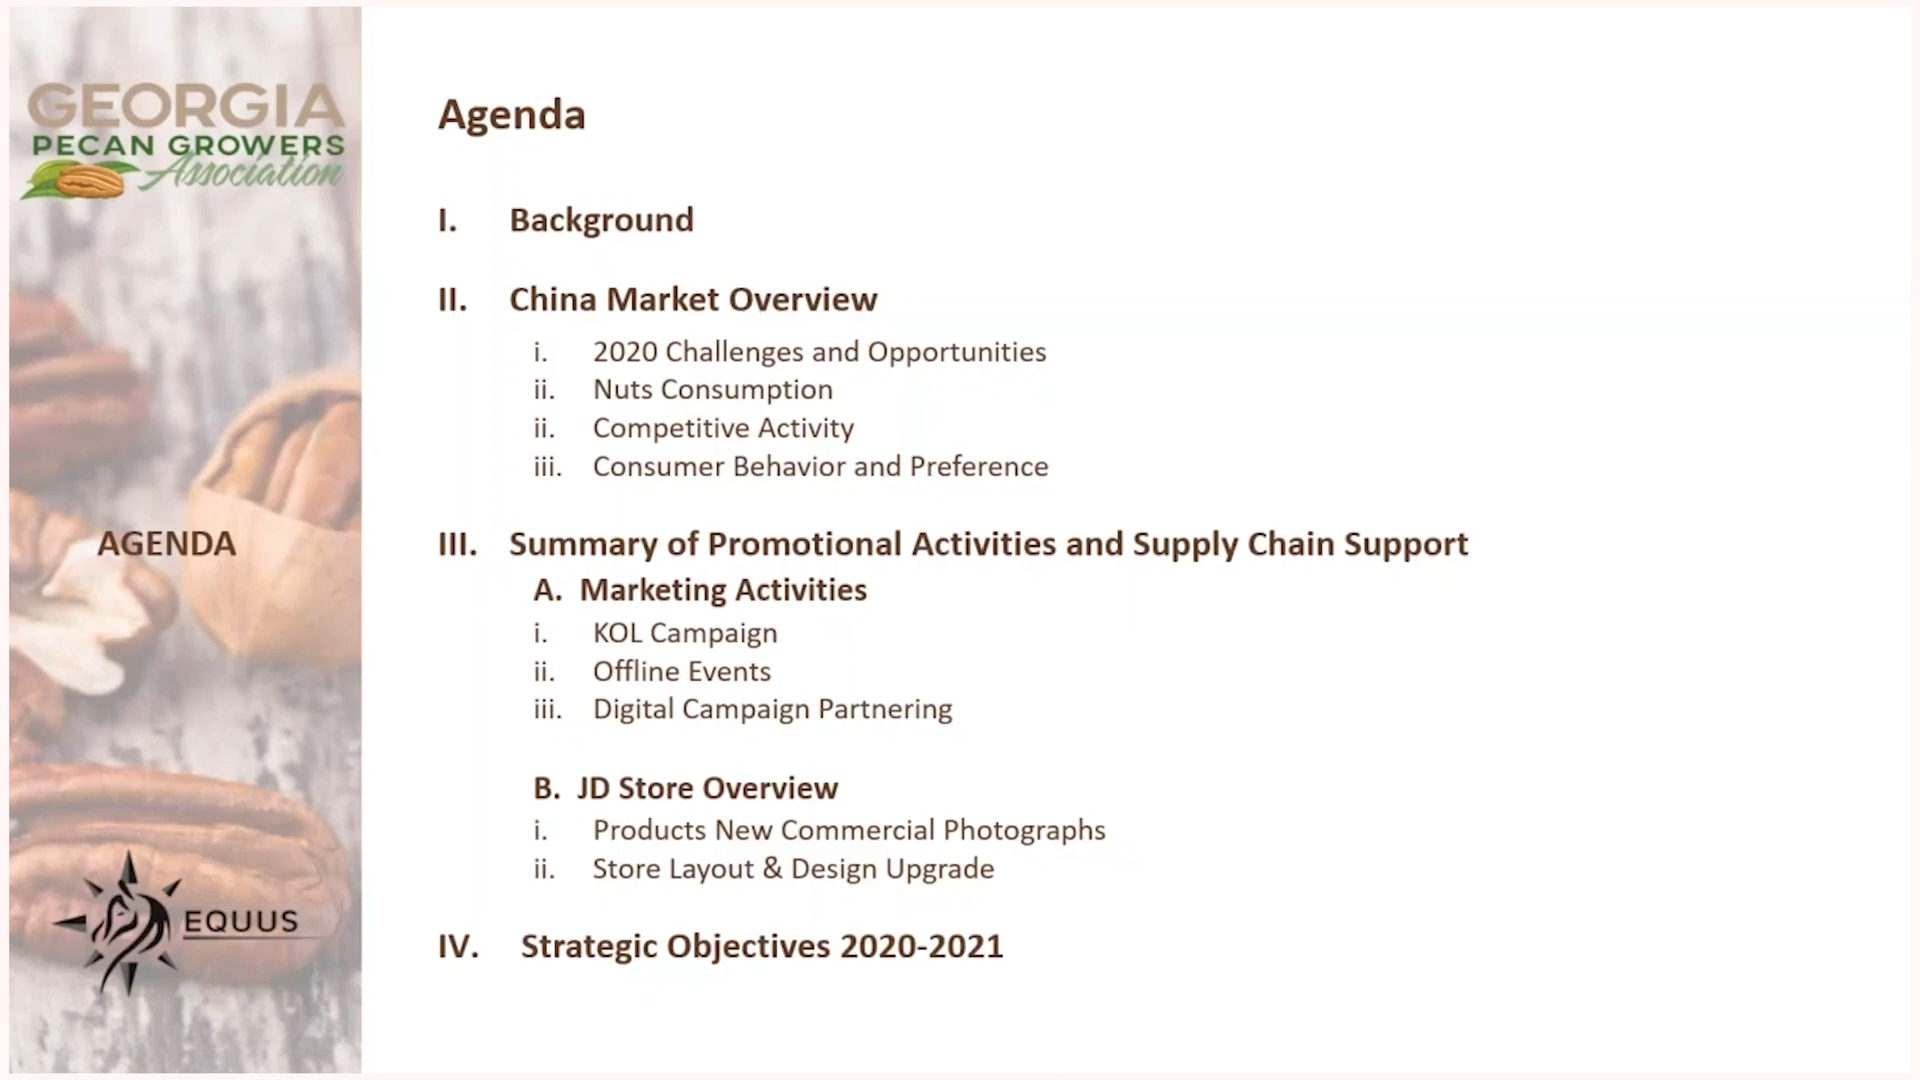 GEORGIA
PECAN GROWERS
Association
AGENDA
EQUUS
Agenda
I. Background
II. China Market Overview
i. 2020 Challenges and Opportunities
ii. Nuts Consumption
ii. Competitive Activity
iii. Consumer Behavior and Preference
III. Summary of Promotional Activities and Supply Chain Support
A. Marketing Activities
i. KOL Campaign
ii. Offline Events
iii. Digital Campaign Partnering
B. JD Store Overview
i. Products New Commercial Photographs
ii. Store Layout & Design Upgrade
IV. Strategic Objectives 2020-2021